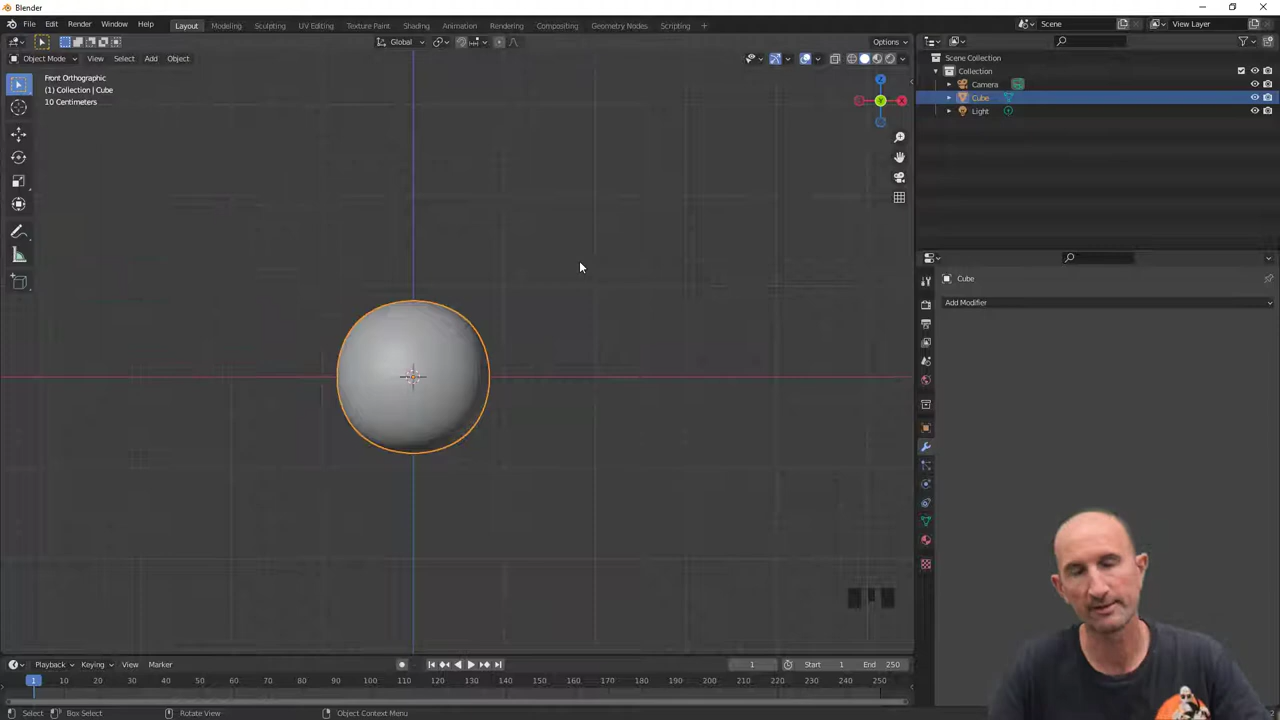 Blender
File Edit Render Window Help Layout Modeling Sculpting UV Editing Texture Paint Shading Animation Rendering Compositing Geometry Nodes Scripting + Scene View Layer
Global Options
Object Mode View Select Add Object
Front Orthographic
(1) Collection | Cube
10 Centimeters
Z
Y
X
Scene Collection
Collection
Camera
Cube
Light
Cube
Add Modifier
Playback Keying View Marker 1 Start 1 End 250
1 10 20 30 40 50 60 70 80 90 100 110 120 130 140 150 160 170 180 190 200 210 220 230 240 250
Select Box Select Rotate View Object Context Menu